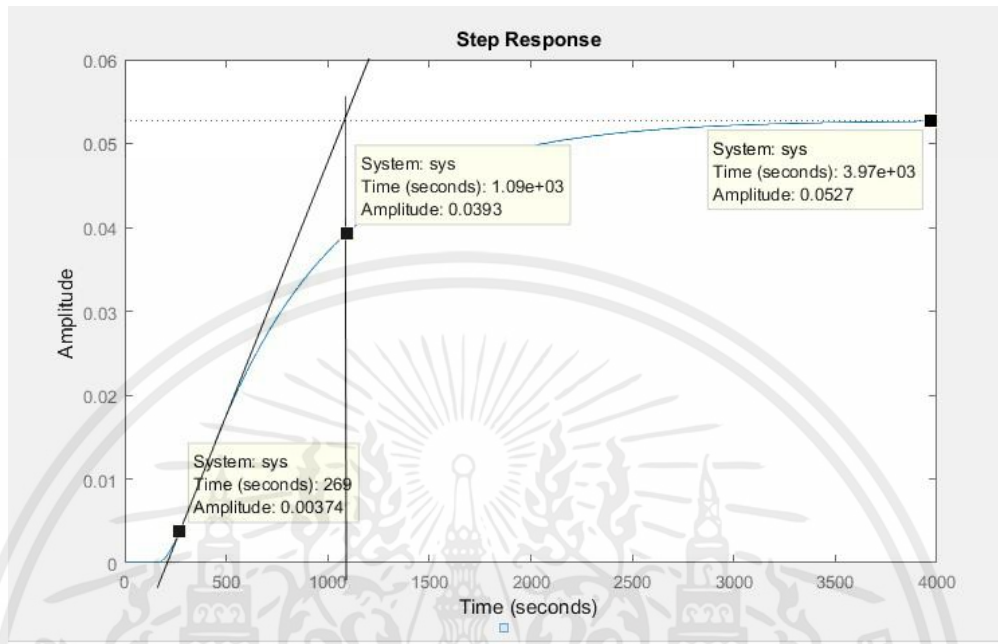 Step Response
0.06
0.05
0.04
0.03
0.02
0.01
0
Amplitude
System: sys
Time (seconds): 1.09e+03
Amplitude: 0.0393
System: sys
Time (seconds): 3.97e+03
Amplitude: 0.0527
System: sys
Time (seconds): 269
Amplitude: 0.00374
0 500 1000 1500 2000 2500 3000 3500 4000
Time (seconds)